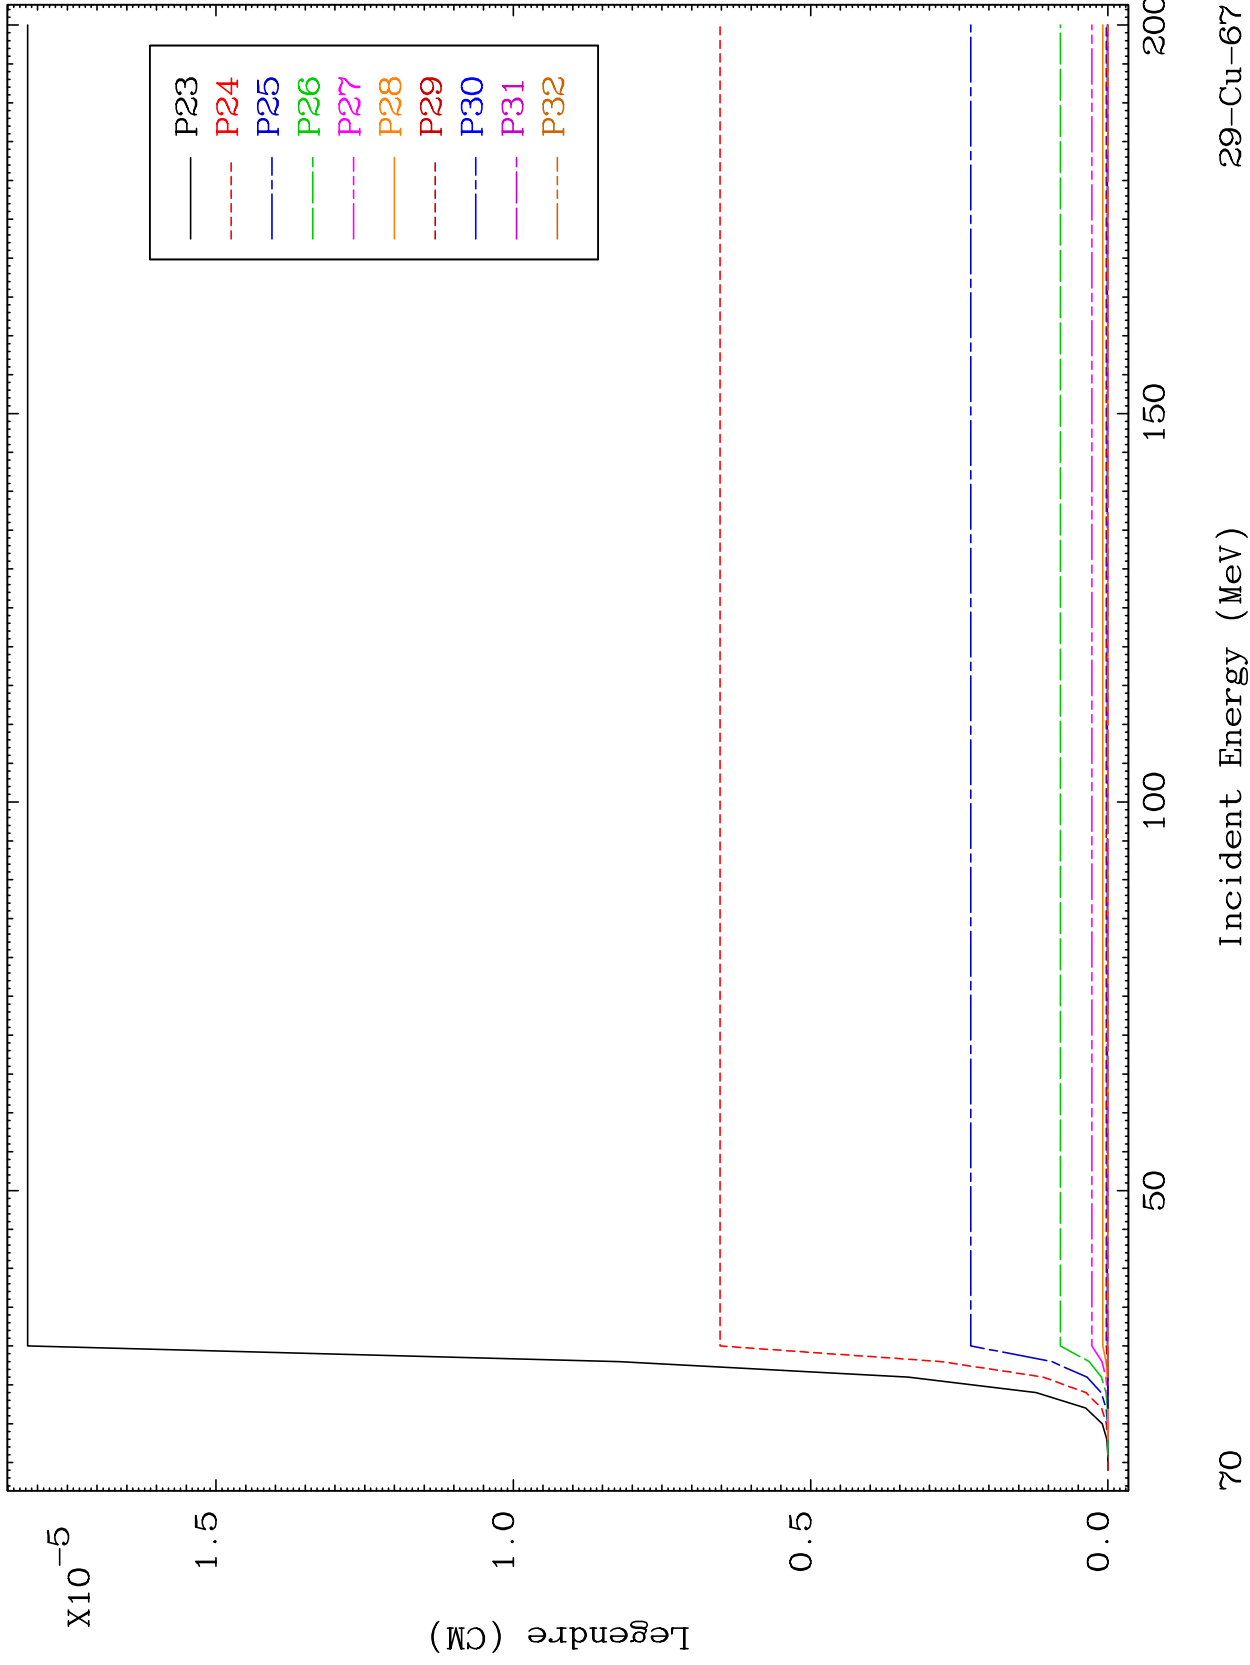 X10-5
1.5
1.0
0.5
0.0
Legendre (CM)
P23
P24
P25
P26
P27
P28
P29
P30
P31
P32
50
100
150
200
Incident Energy (MeV)
70
29-Cu-67